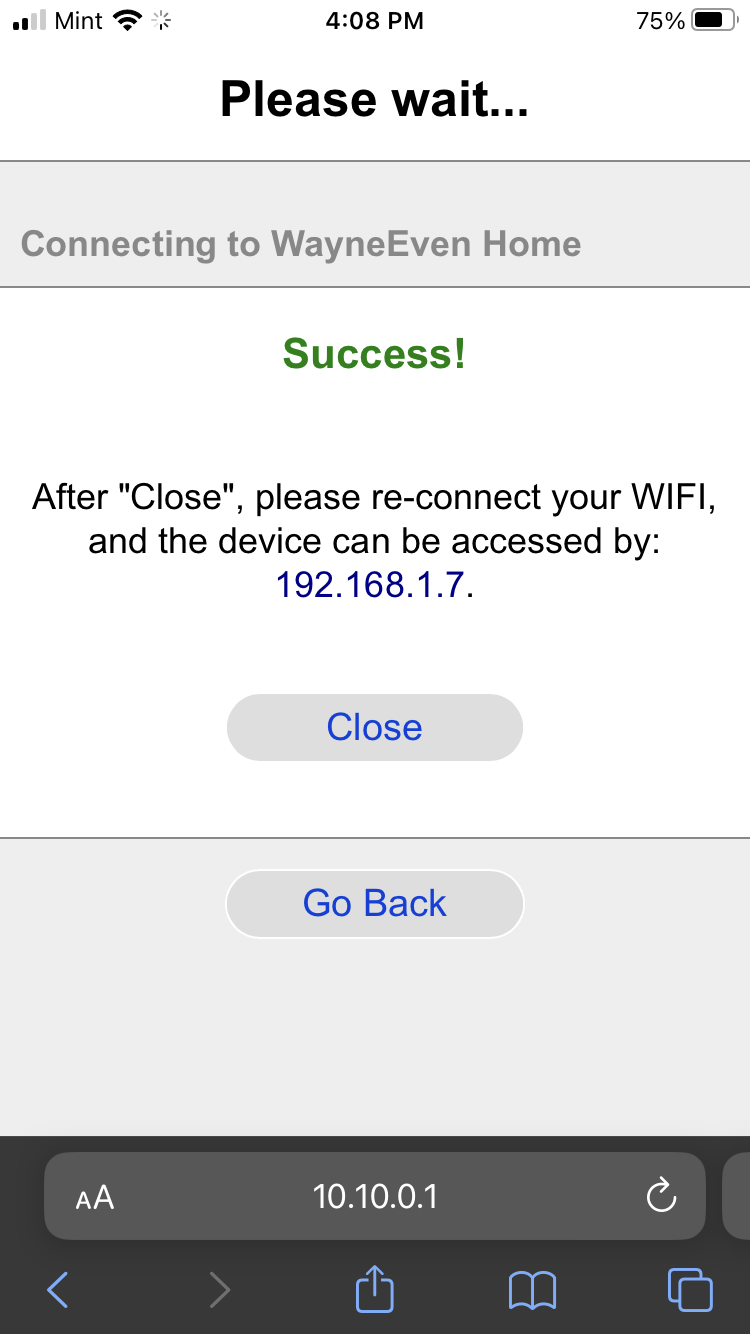 Mint 4:08 PM 75%
Please wait...
Connecting to WayneEven Home
Success!
After "Close", please re-connect your WIFI,
and the device can be accessed by:
192.168.1.7.
Close
Go Back
AA 10.10.0.1